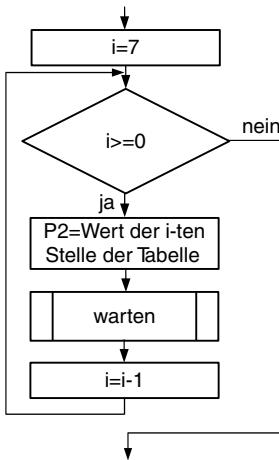 i=7
i>=0
nein
ja
P2=Wert der i-ten
Stelle der Tabelle
warten
i=i-1